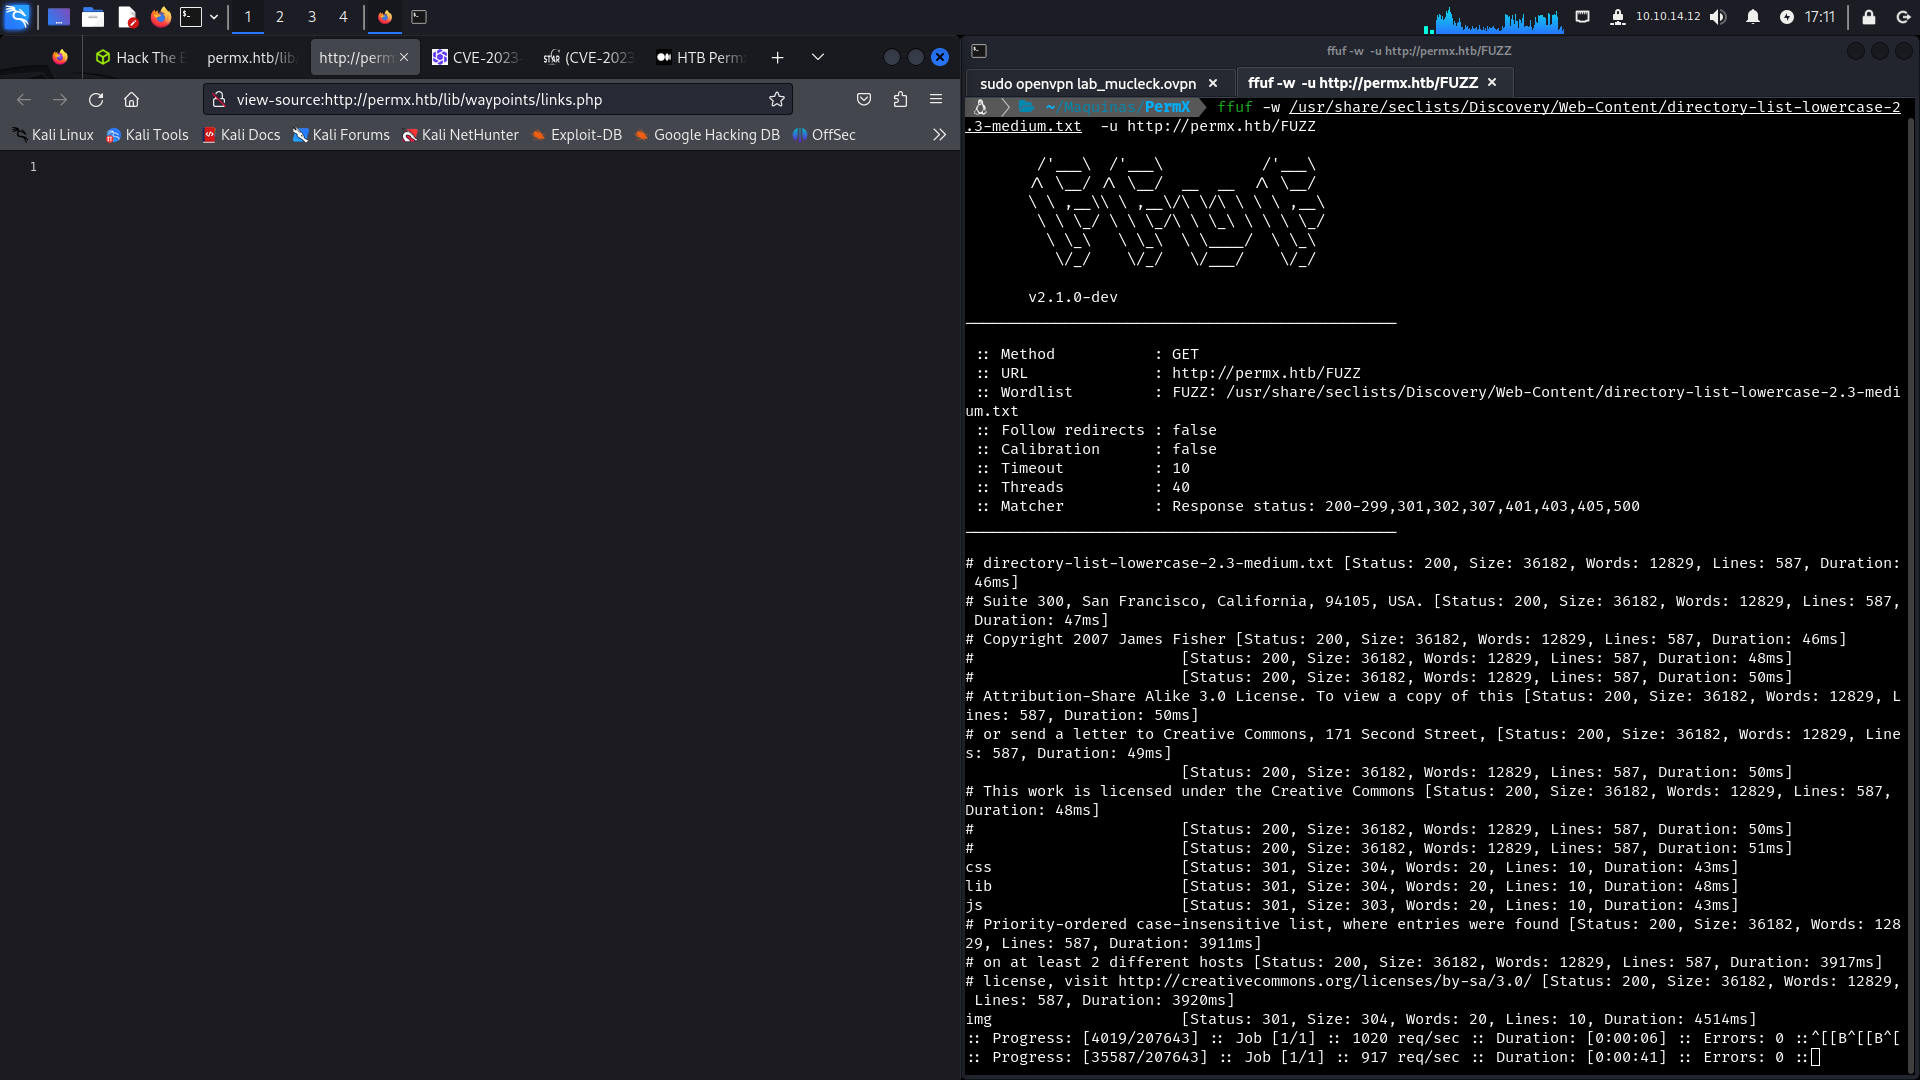 1 2 3 4
10.10.14.12 17:11
Hack The B
permx.htb/lib
http://perm
CVE-2023-
(CVE-2023
HTB Perm
view-source:http://permx.htb/lib/waypoints/links.php
Kali Linux Kali Tools Kali Docs Kali Forums Kali NetHunter Exploit-DB Google Hacking DB OffSec
1
ffuf -w -u http://permx.htb/FUZZ
sudo openvpn lab_mucleck.ovpn
ffuf -w -u http://permx.htb/FUZZ
~/Maquinas/PermX ffuf -w /usr/share/seclists/Discovery/Web-Content/directory-list-lowercase-2
.3-medium.txt -u http://permx.htb/FUZZ
/'___\ /'___\ /'___\
/\ \__/ /\ \__/ __ __ /\ \__/
\ \ ,__\\ \ ,__\/\ \/\ \ \ \ ,__\
\ \ \_/ \ \ \_/\ \ \_\ \ \ \ \_/
\ \_\ \ \_\ \ \____/ \ \_\
\/_/ \/_/ \/___/ \/_/
v2.1.0-dev
________________________________________________
:: Method : GET
:: URL : http://permx.htb/FUZZ
:: Wordlist : FUZZ: /usr/share/seclists/Discovery/Web-Content/directory-list-lowercase-2.3-medi
um.txt
:: Follow redirects : false
:: Calibration : false
:: Timeout : 10
:: Threads : 40
:: Matcher : Response status: 200-299,301,302,307,401,403,405,500
________________________________________________
# directory-list-lowercase-2.3-medium.txt [Status: 200, Size: 36182, Words: 12829, Lines: 587, Duration:
46ms]
# Suite 300, San Francisco, California, 94105, USA. [Status: 200, Size: 36182, Words: 12829, Lines: 587,
Duration: 47ms]
# Copyright 2007 James Fisher [Status: 200, Size: 36182, Words: 12829, Lines: 587, Duration: 46ms]
# [Status: 200, Size: 36182, Words: 12829, Lines: 587, Duration: 48ms]
# [Status: 200, Size: 36182, Words: 12829, Lines: 587, Duration: 50ms]
# Attribution-Share Alike 3.0 License. To view a copy of this [Status: 200, Size: 36182, Words: 12829, L
ines: 587, Duration: 50ms]
# or send a letter to Creative Commons, 171 Second Street, [Status: 200, Size: 36182, Words: 12829, Line
s: 587, Duration: 49ms]
[Status: 200, Size: 36182, Words: 12829, Lines: 587, Duration: 50ms]
# This work is licensed under the Creative Commons [Status: 200, Size: 36182, Words: 12829, Lines: 587,
Duration: 48ms]
# [Status: 200, Size: 36182, Words: 12829, Lines: 587, Duration: 50ms]
# [Status: 200, Size: 36182, Words: 12829, Lines: 587, Duration: 51ms]
css [Status: 301, Size: 304, Words: 20, Lines: 10, Duration: 43ms]
lib [Status: 301, Size: 304, Words: 20, Lines: 10, Duration: 48ms]
js [Status: 301, Size: 303, Words: 20, Lines: 10, Duration: 43ms]
# Priority-ordered case-insensitive list, where entries were found [Status: 200, Size: 36182, Words: 128
29, Lines: 587, Duration: 3911ms]
# on at least 2 different hosts [Status: 200, Size: 36182, Words: 12829, Lines: 587, Duration: 3917ms]
# license, visit http://creativecommons.org/licenses/by-sa/3.0/ [Status: 200, Size: 36182, Words: 12829,
Lines: 587, Duration: 3920ms]
img [Status: 301, Size: 304, Words: 20, Lines: 10, Duration: 4514ms]
:: Progress: [4019/207643] :: Job [1/1] :: 1020 req/sec :: Duration: [0:00:06] :: Errors: 0 ::^[[B^[[B^[
:: Progress: [35587/207643] :: Job [1/1] :: 917 req/sec :: Duration: [0:00:41] :: Errors: 0 ::